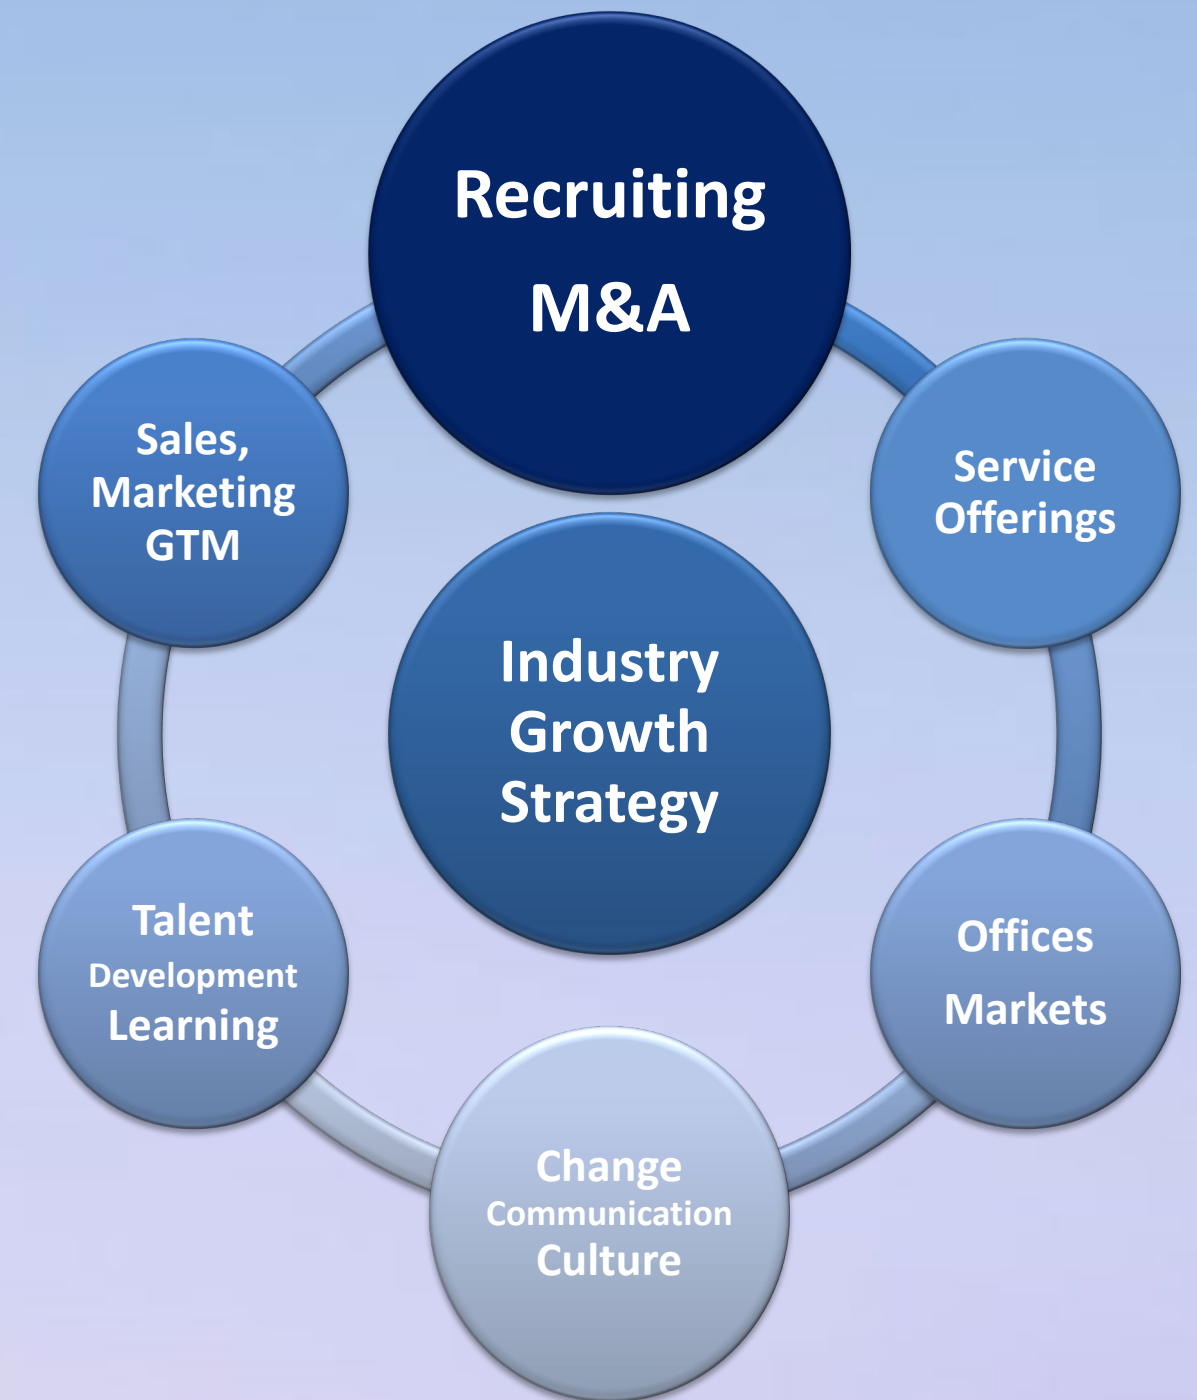 Recruiting
M&A
Sales,
Marketing
GTM
Service
Offerings
Industry
Growth
Strategy
Talent
Development
Learning
Offices
Markets
Change
Communication
Culture